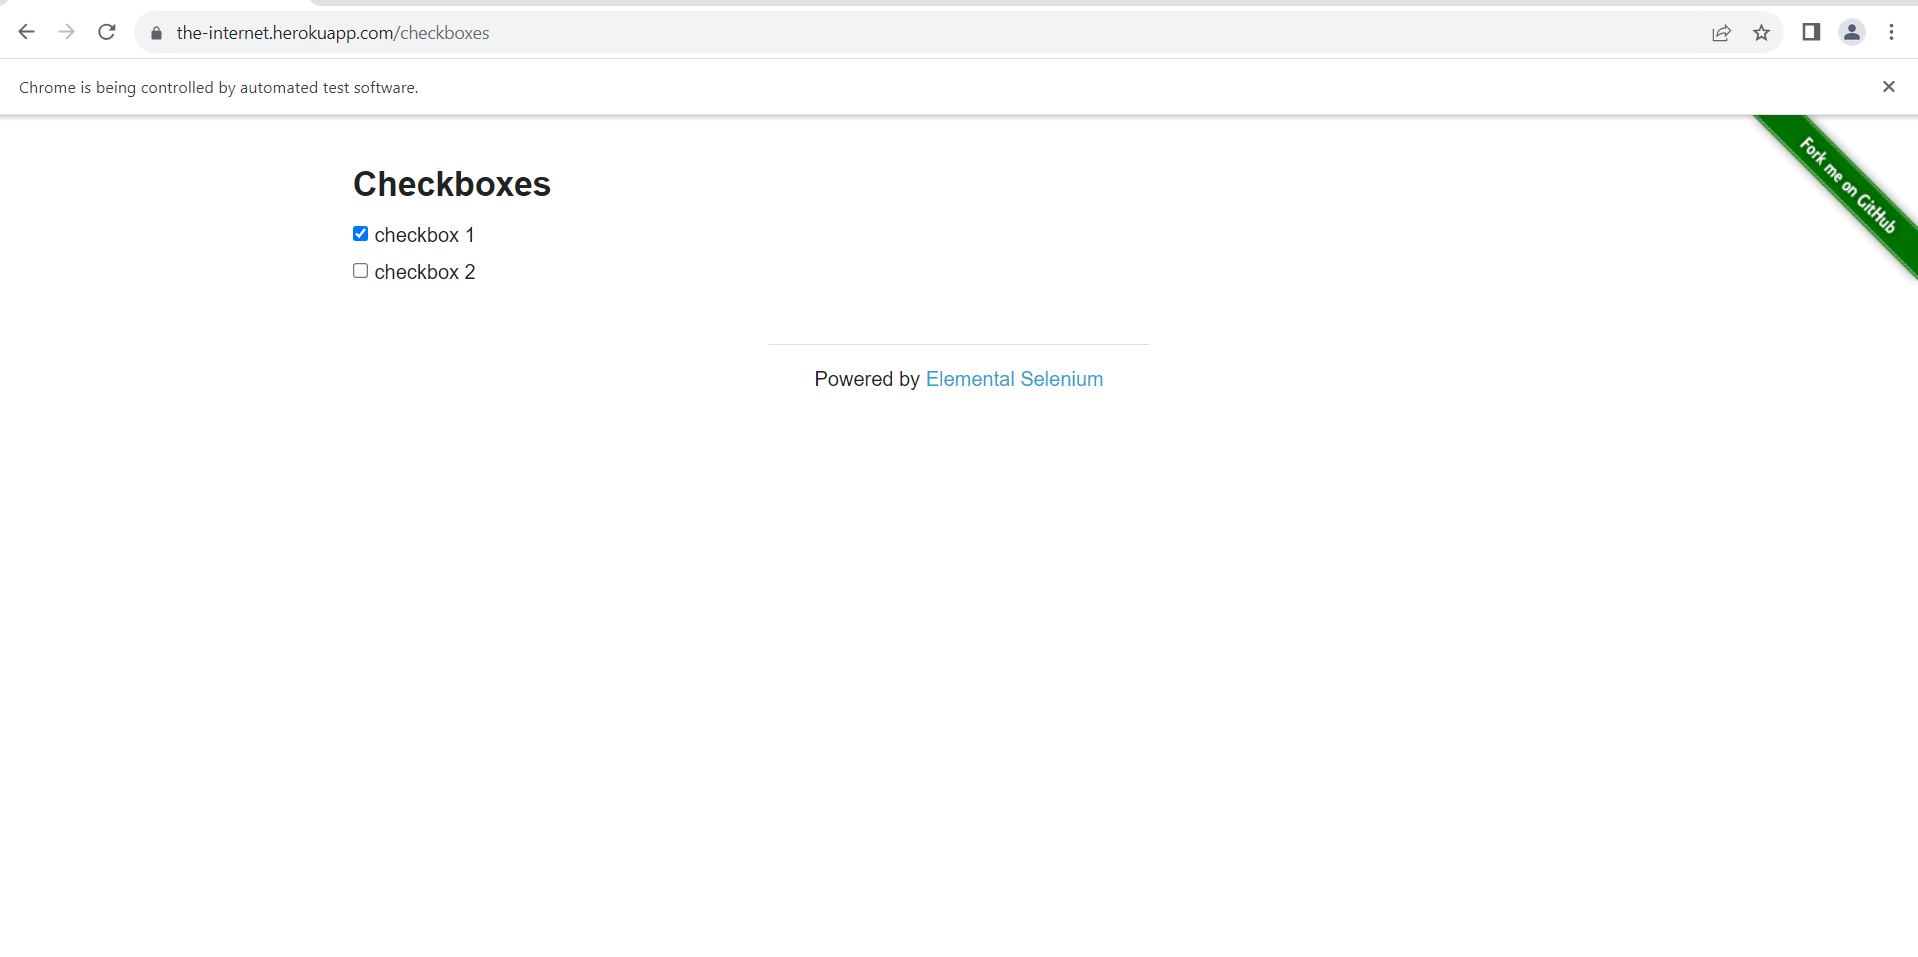 the-internet.herokuapp.com/checkboxes
Chrome is being controlled by automated test software.
Fork me on GitHub
Checkboxes
checkbox 1
checkbox 2
Powered by Elemental Selenium